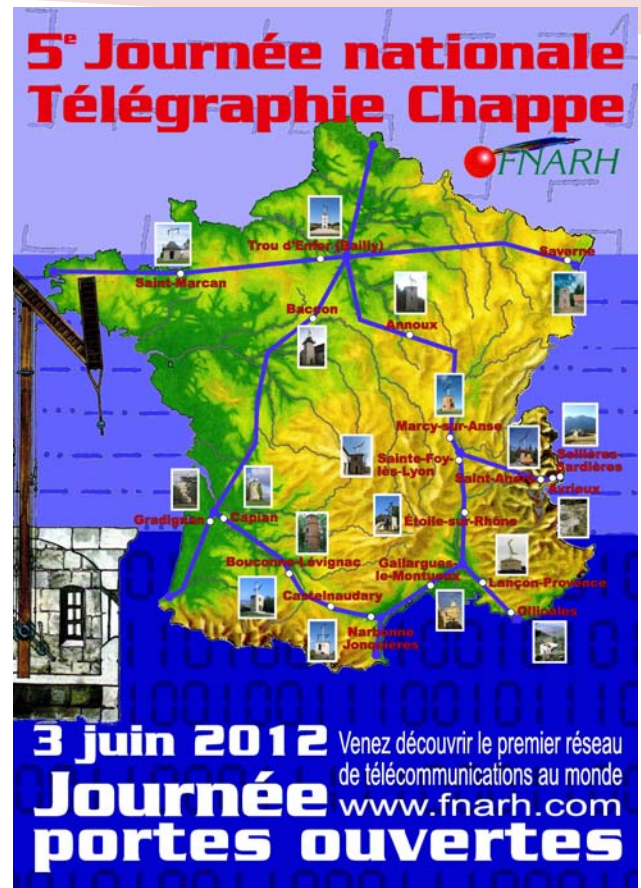 5e Journée nationale
Télégraphie Chappe
FNARH
Trou d'Enfer (Bailly)
Saverne
Saint-Marcan
Baccon
Annoux
Marcy-sur-Anse
Sainte-Foy-
lès-Lyon
Saint-André
Sollières-
Sardières
Avrieux
Gradignan
Capian
Étoile-sur-Rhône
Bouconne-Lévignac
Gallargues-
le-Montueux
Lançon-Provence
Castelnaudary
Ollioules
Narbonne
Jonquières
3 juin 2012
Venez découvrir le premier réseau
de télécommunications au monde
Journée
www.fnarh.com
portes ouvertes